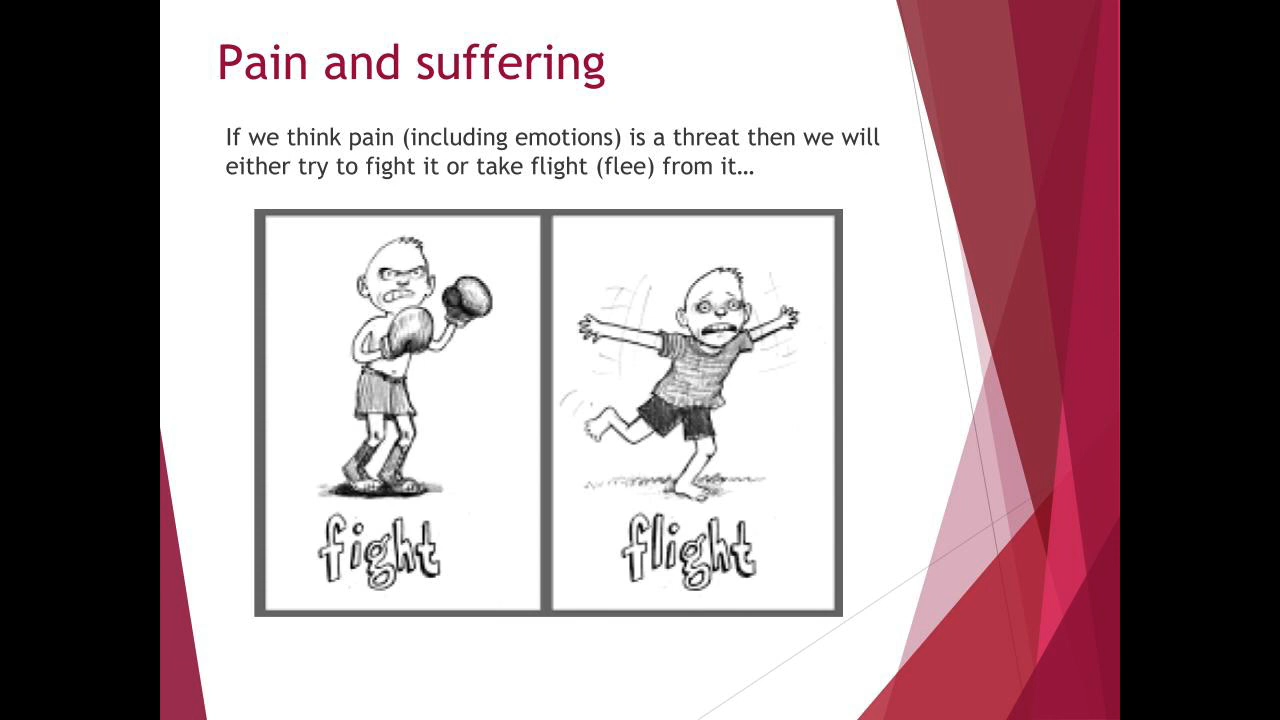 Pain and suffering
If we think pain (including emotions) is a threat then we will
either try to fight it or take flight (flee) from it…
fight
flight